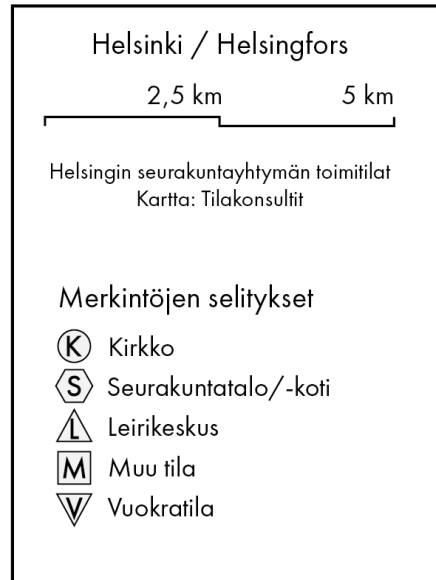 Helsinki / Helsingfors
2,5 km 5 km
Helsingin seurakuntayhtymän toimitilat
Kartta: Tilakonsultit
Merkintöjen selitykset
K Kirkko
S Seurakuntatalo/-koti
L Leirikeskus
M Muu tila
V Vuokratila